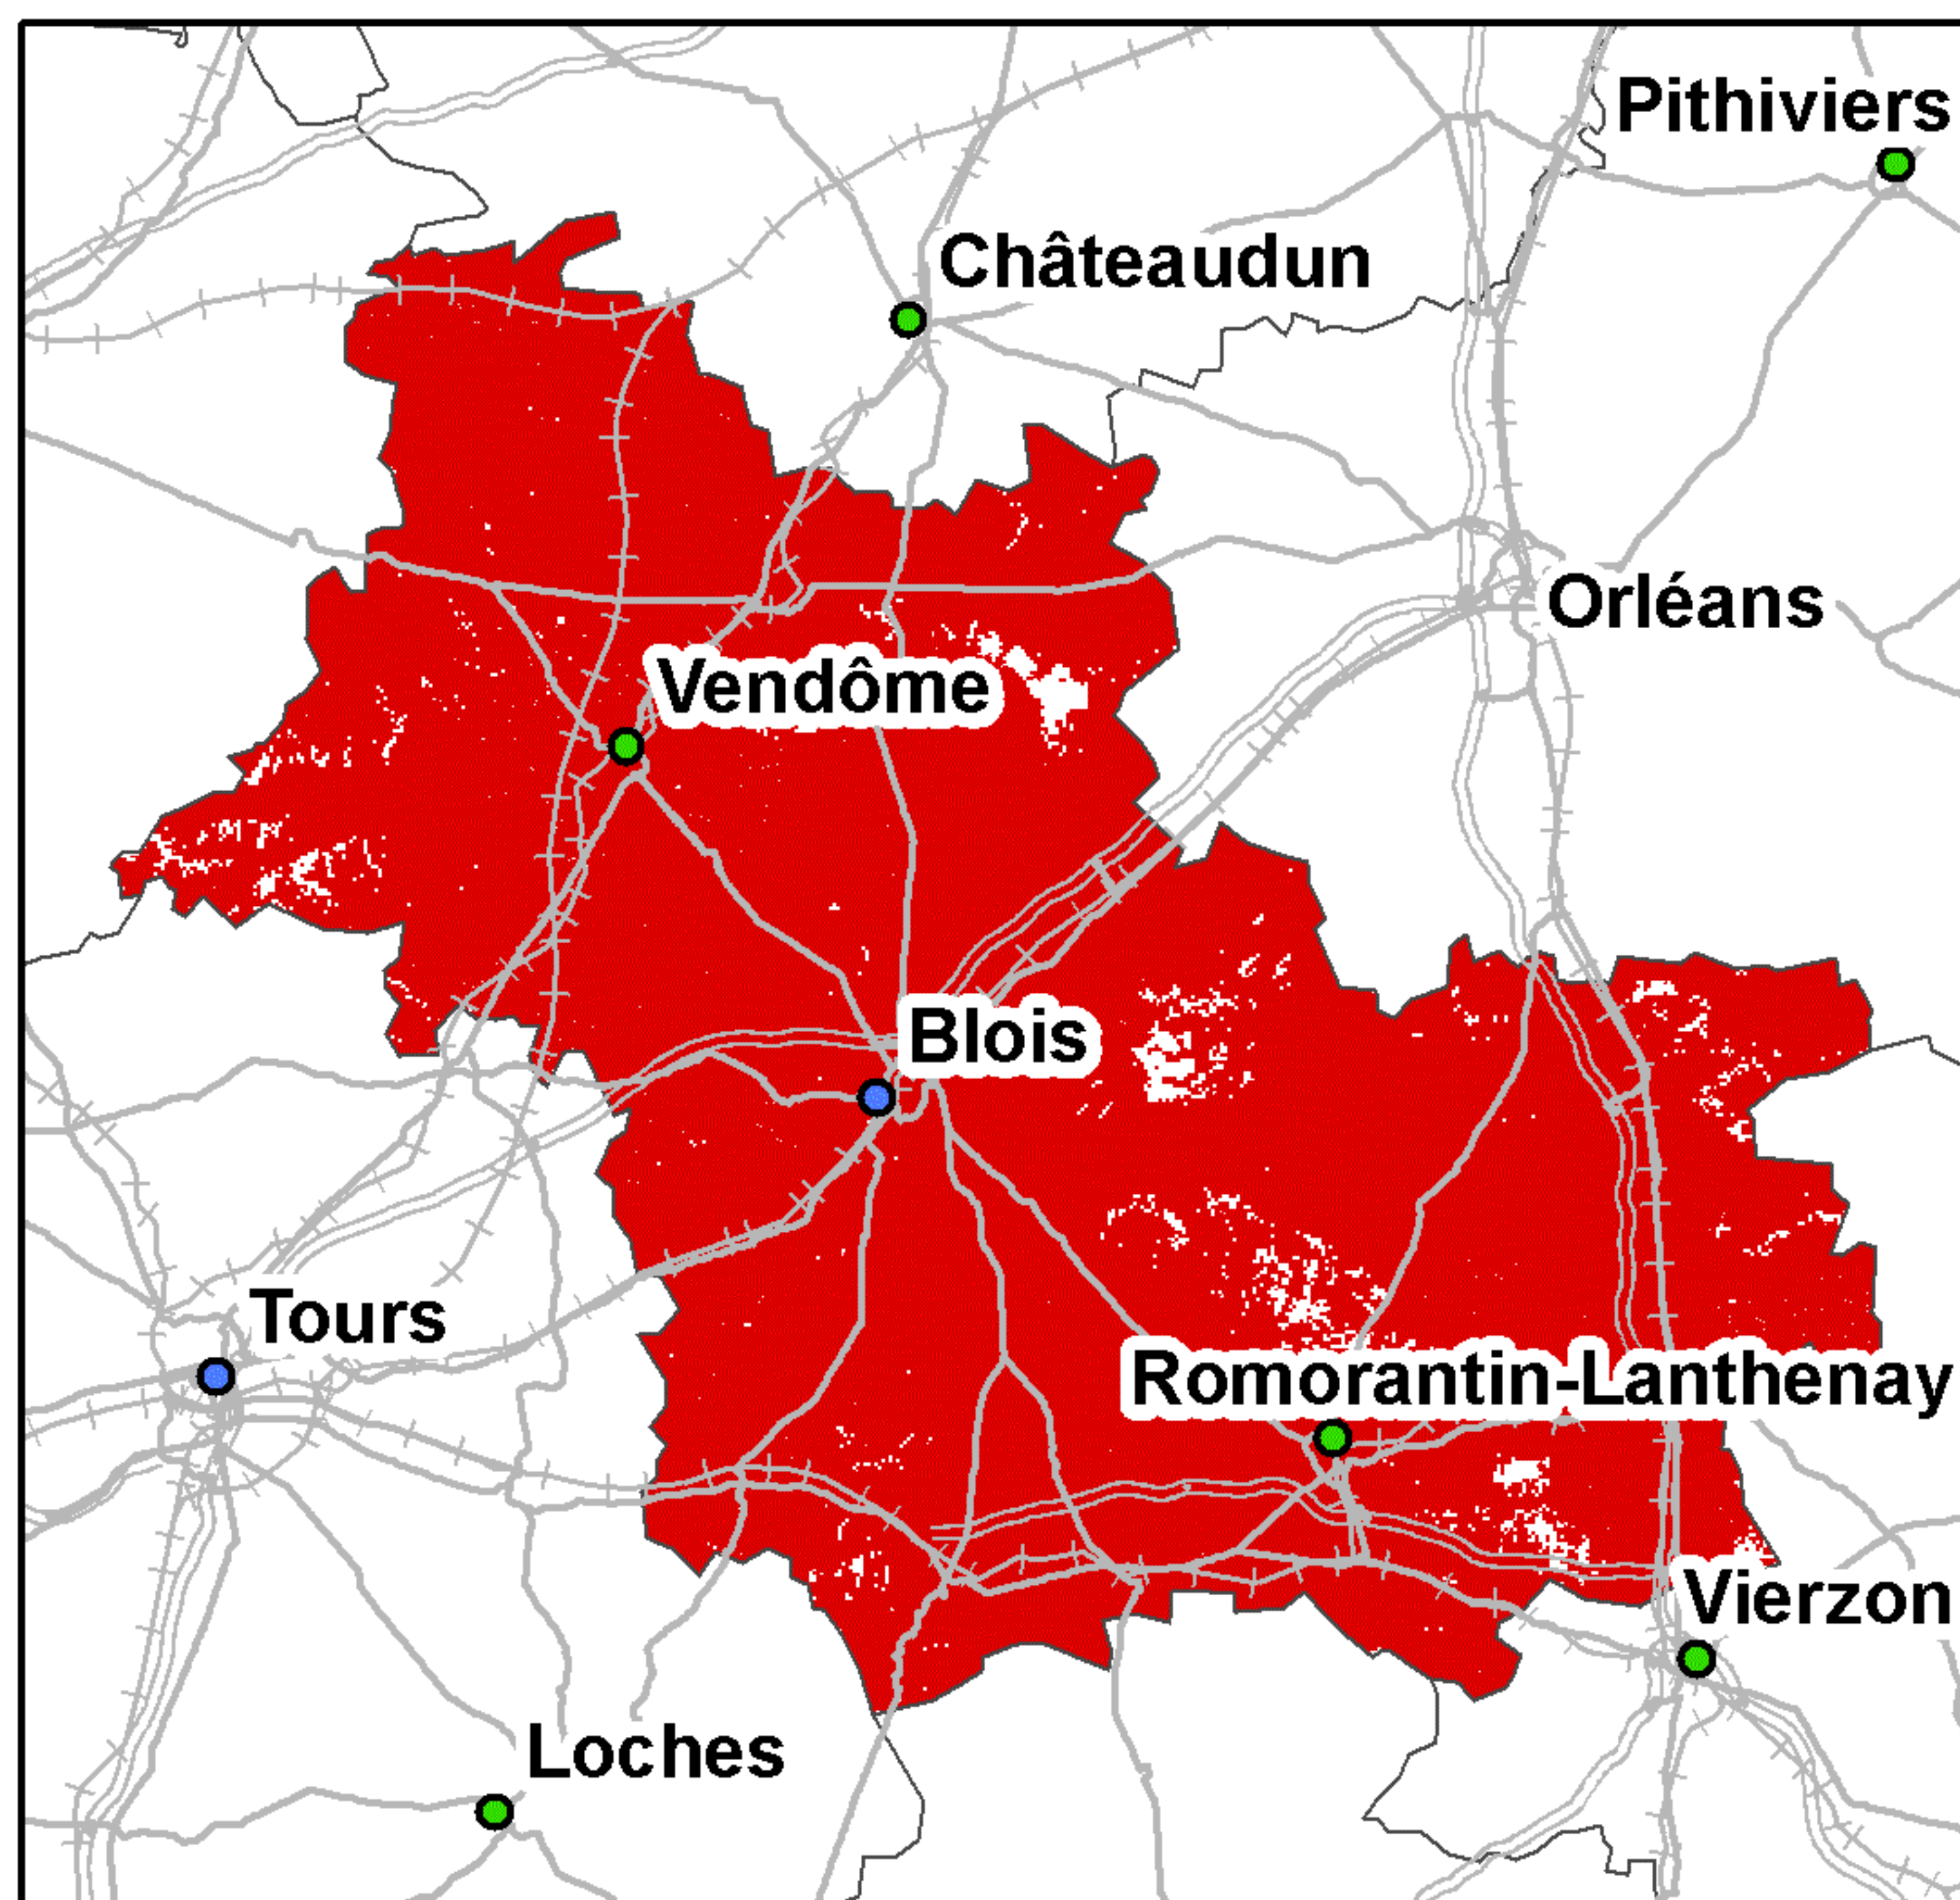 Pithiviers
Châteaudun
Orléans
Vendôme
Blois
Tours
Romorantin-Lanthenay
Vierzon
Loches